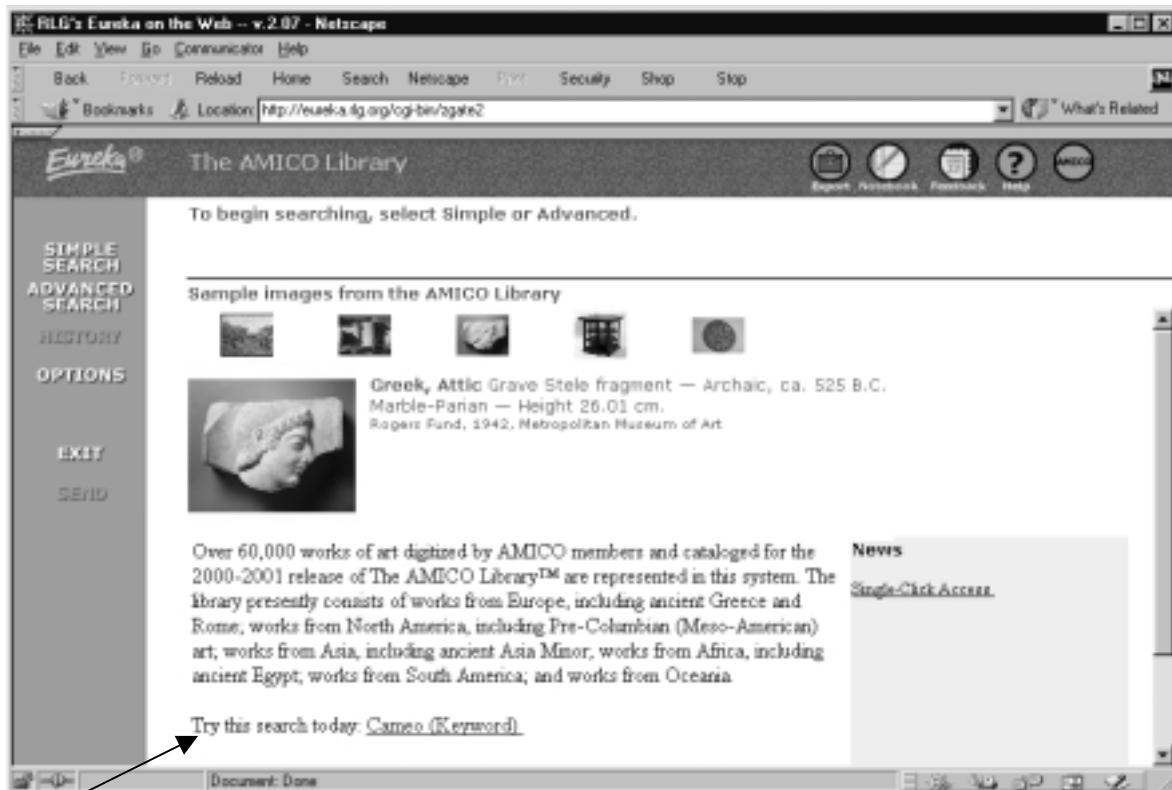 RLG's Eureka on the Web -- v.2.07 - Netscape
File Edit View Go Communicator Help
Back Forward Reload Home Search Netscape Print Security Shop Stop
Bookmarks Location: http://eureka.rlg.org/cgi-bin/zgate2 What's Related
Eureka® The AMICO Library
Export Notebook Feedback Help AMICO
To begin searching, select Simple or Advanced.
SIMPLE SEARCH
ADVANCED SEARCH
HISTORY
OPTIONS
EXIT
SEND
Sample images from the AMICO Library
Greek, Attic Grave Stele fragment — Archaic, ca. 525 B.C.
Marble-Parian — Height 26.01 cm.
Rogers Fund, 1942, Metropolitan Museum of Art
Over 60,000 works of art digitized by AMICO members and cataloged for the
2000-2001 release of The AMICO Library™ are represented in this system. The
library presently consists of works from Europe, including ancient Greece and
Rome; works from North America, including Pre-Columbian (Meso-American)
art; works from Asia, including ancient Asia Minor; works from Africa, including
ancient Egypt; works from South America; and works from Oceania.
Try this search today: Cameo (Keyword)
News
Single-Click Access
Document: Done